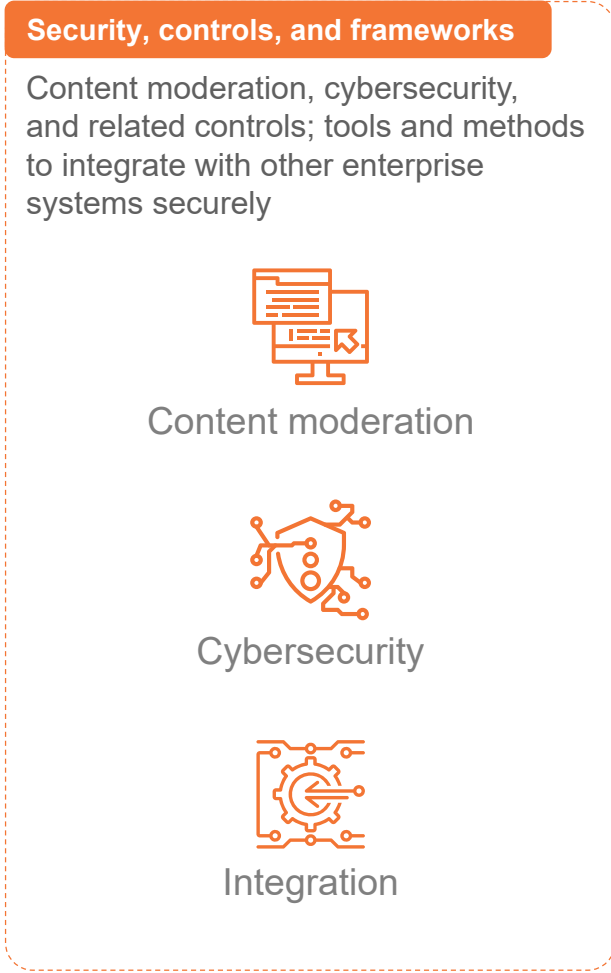 Security, controls, and frameworks
Content moderation, cybersecurity,
and related controls; tools and methods
to integrate with other enterprise
systems securely
Content moderation
Cybersecurity
Integration